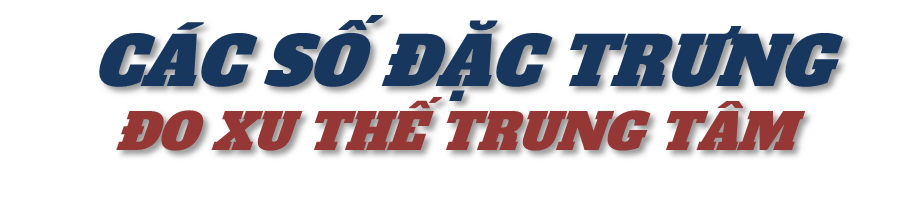 CÁC SỐ ĐẶC TRƯNG
ĐO XU THẾ TRUNG TÂM